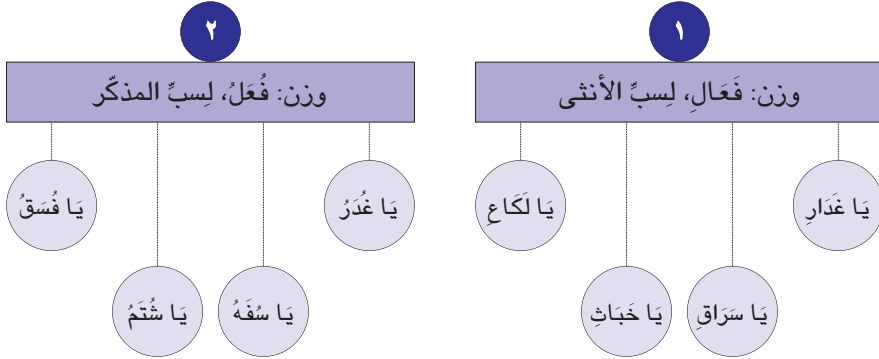 ١
وزن: فَعَالِ، لِسبِّ الأنثى
يَا غَدَارِ
يَا سَرَاقِ
يَا خَبَاثِ
يَا لَكَاعِ
٢
وزن: فُعَلُ، لِسبِّ المذكّر
يَا غُدَرُ
يَا سُفَهُ
يَا شُتَمُ
يَا فُسَقُ